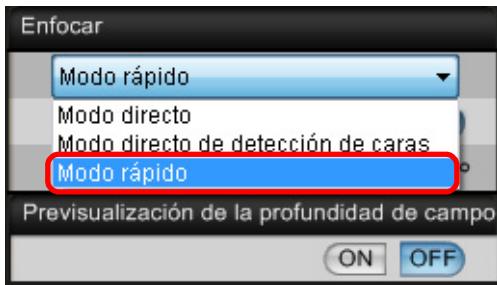 Enfocar
Modo rápido
Modo directo
Modo directo de detección de caras
Modo rápido
Previsualización de la profundidad de campo
ON OFF